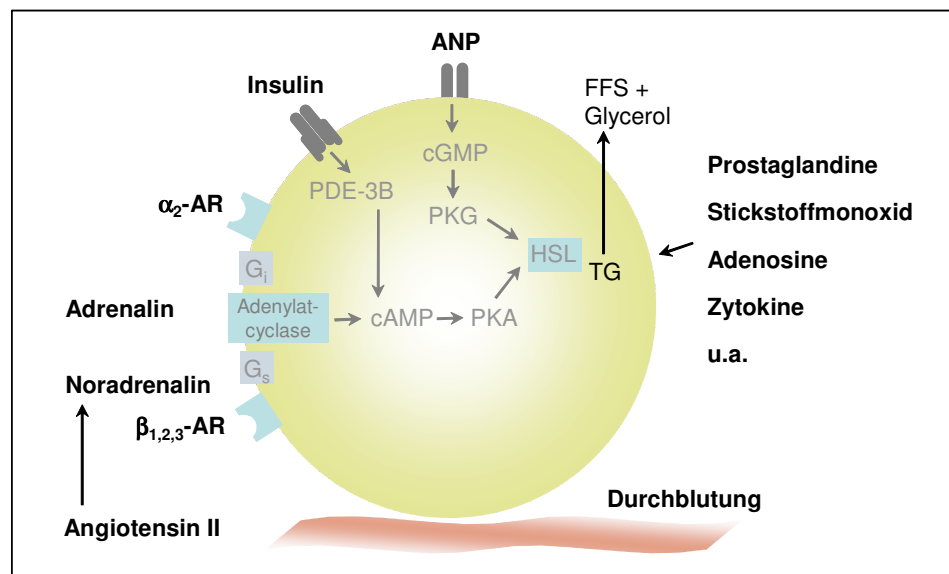 ANP
Insulin
FFS +
Glycerol
cGMP
PDE-3B
PKG
α2-AR
Gi
HSL
TG
Adrenalin
Adenylat-
cyclase
cAMP
PKA
Gs
Noradrenalin
β1,2,3-AR
Angiotensin II
Prostaglandine
Stickstoffmonoxid
Adenosine
Zytokine
u.a.
Durchblutung